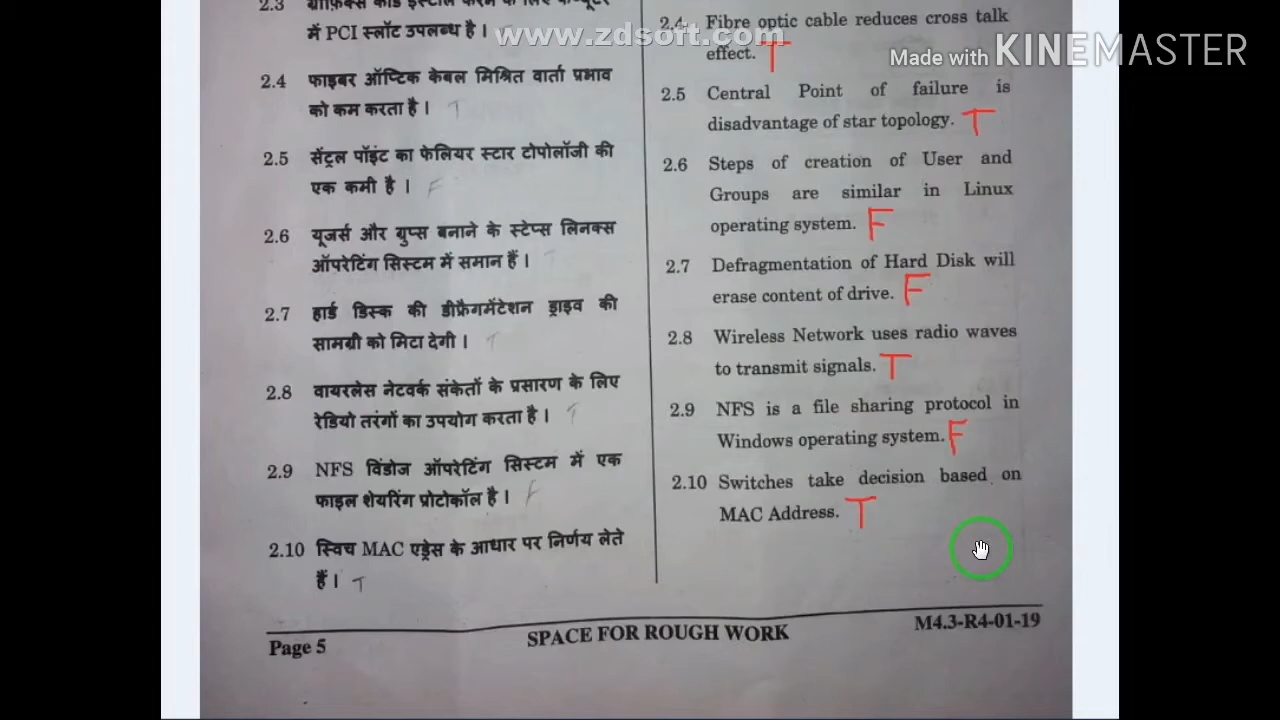 2.3 ग्राफ़िक्स कार्ड इंस्टॉल करने के लिए कंप्यूटर
में PCI स्लॉट उपलब्ध है ।
2.4 फाइबर ऑप्टिक केबल मिश्रित वार्ता प्रभाव
को कम करता है । T
2.5 सेंट्रल पॉइंट का फेलियर स्टार टोपोलॉजी की
एक कमी है । F
2.6 यूजर्स और ग्रुप्स बनाने के स्टेप्स लिनक्स
ऑपरेटिंग सिस्टम में समान हैं । T
2.7 हार्ड डिस्क की डीफ्रैगमेंटेशन ड्राइव की
सामग्री को मिटा देगी । T
2.8 वायरलेस नेटवर्क संकेतों के प्रसारण के लिए
रेडियो तरंगों का उपयोग करता है । T
2.9 NFS विंडोज ऑपरेटिंग सिस्टम में एक
फाइल शेयरिंग प्रोटोकॉल है । F
2.10 स्विच MAC एड्रेस के आधार पर निर्णय लेते
हैं । T
www.zdsoft.com
Made with KINEMASTER
2.4 Fibre optic cable reduces cross talk
effect. T
2.5 Central Point of failure is
disadvantage of star topology. T
2.6 Steps of creation of User and
Groups are similar in Linux
operating system. F
2.7 Defragmentation of Hard Disk will
erase content of drive. F
2.8 Wireless Network uses radio waves
to transmit signals. T
2.9 NFS is a file sharing protocol in
Windows operating system. F
2.10 Switches take decision based on
MAC Address. T
Page 5
SPACE FOR ROUGH WORK
M4.3-R4-01-19